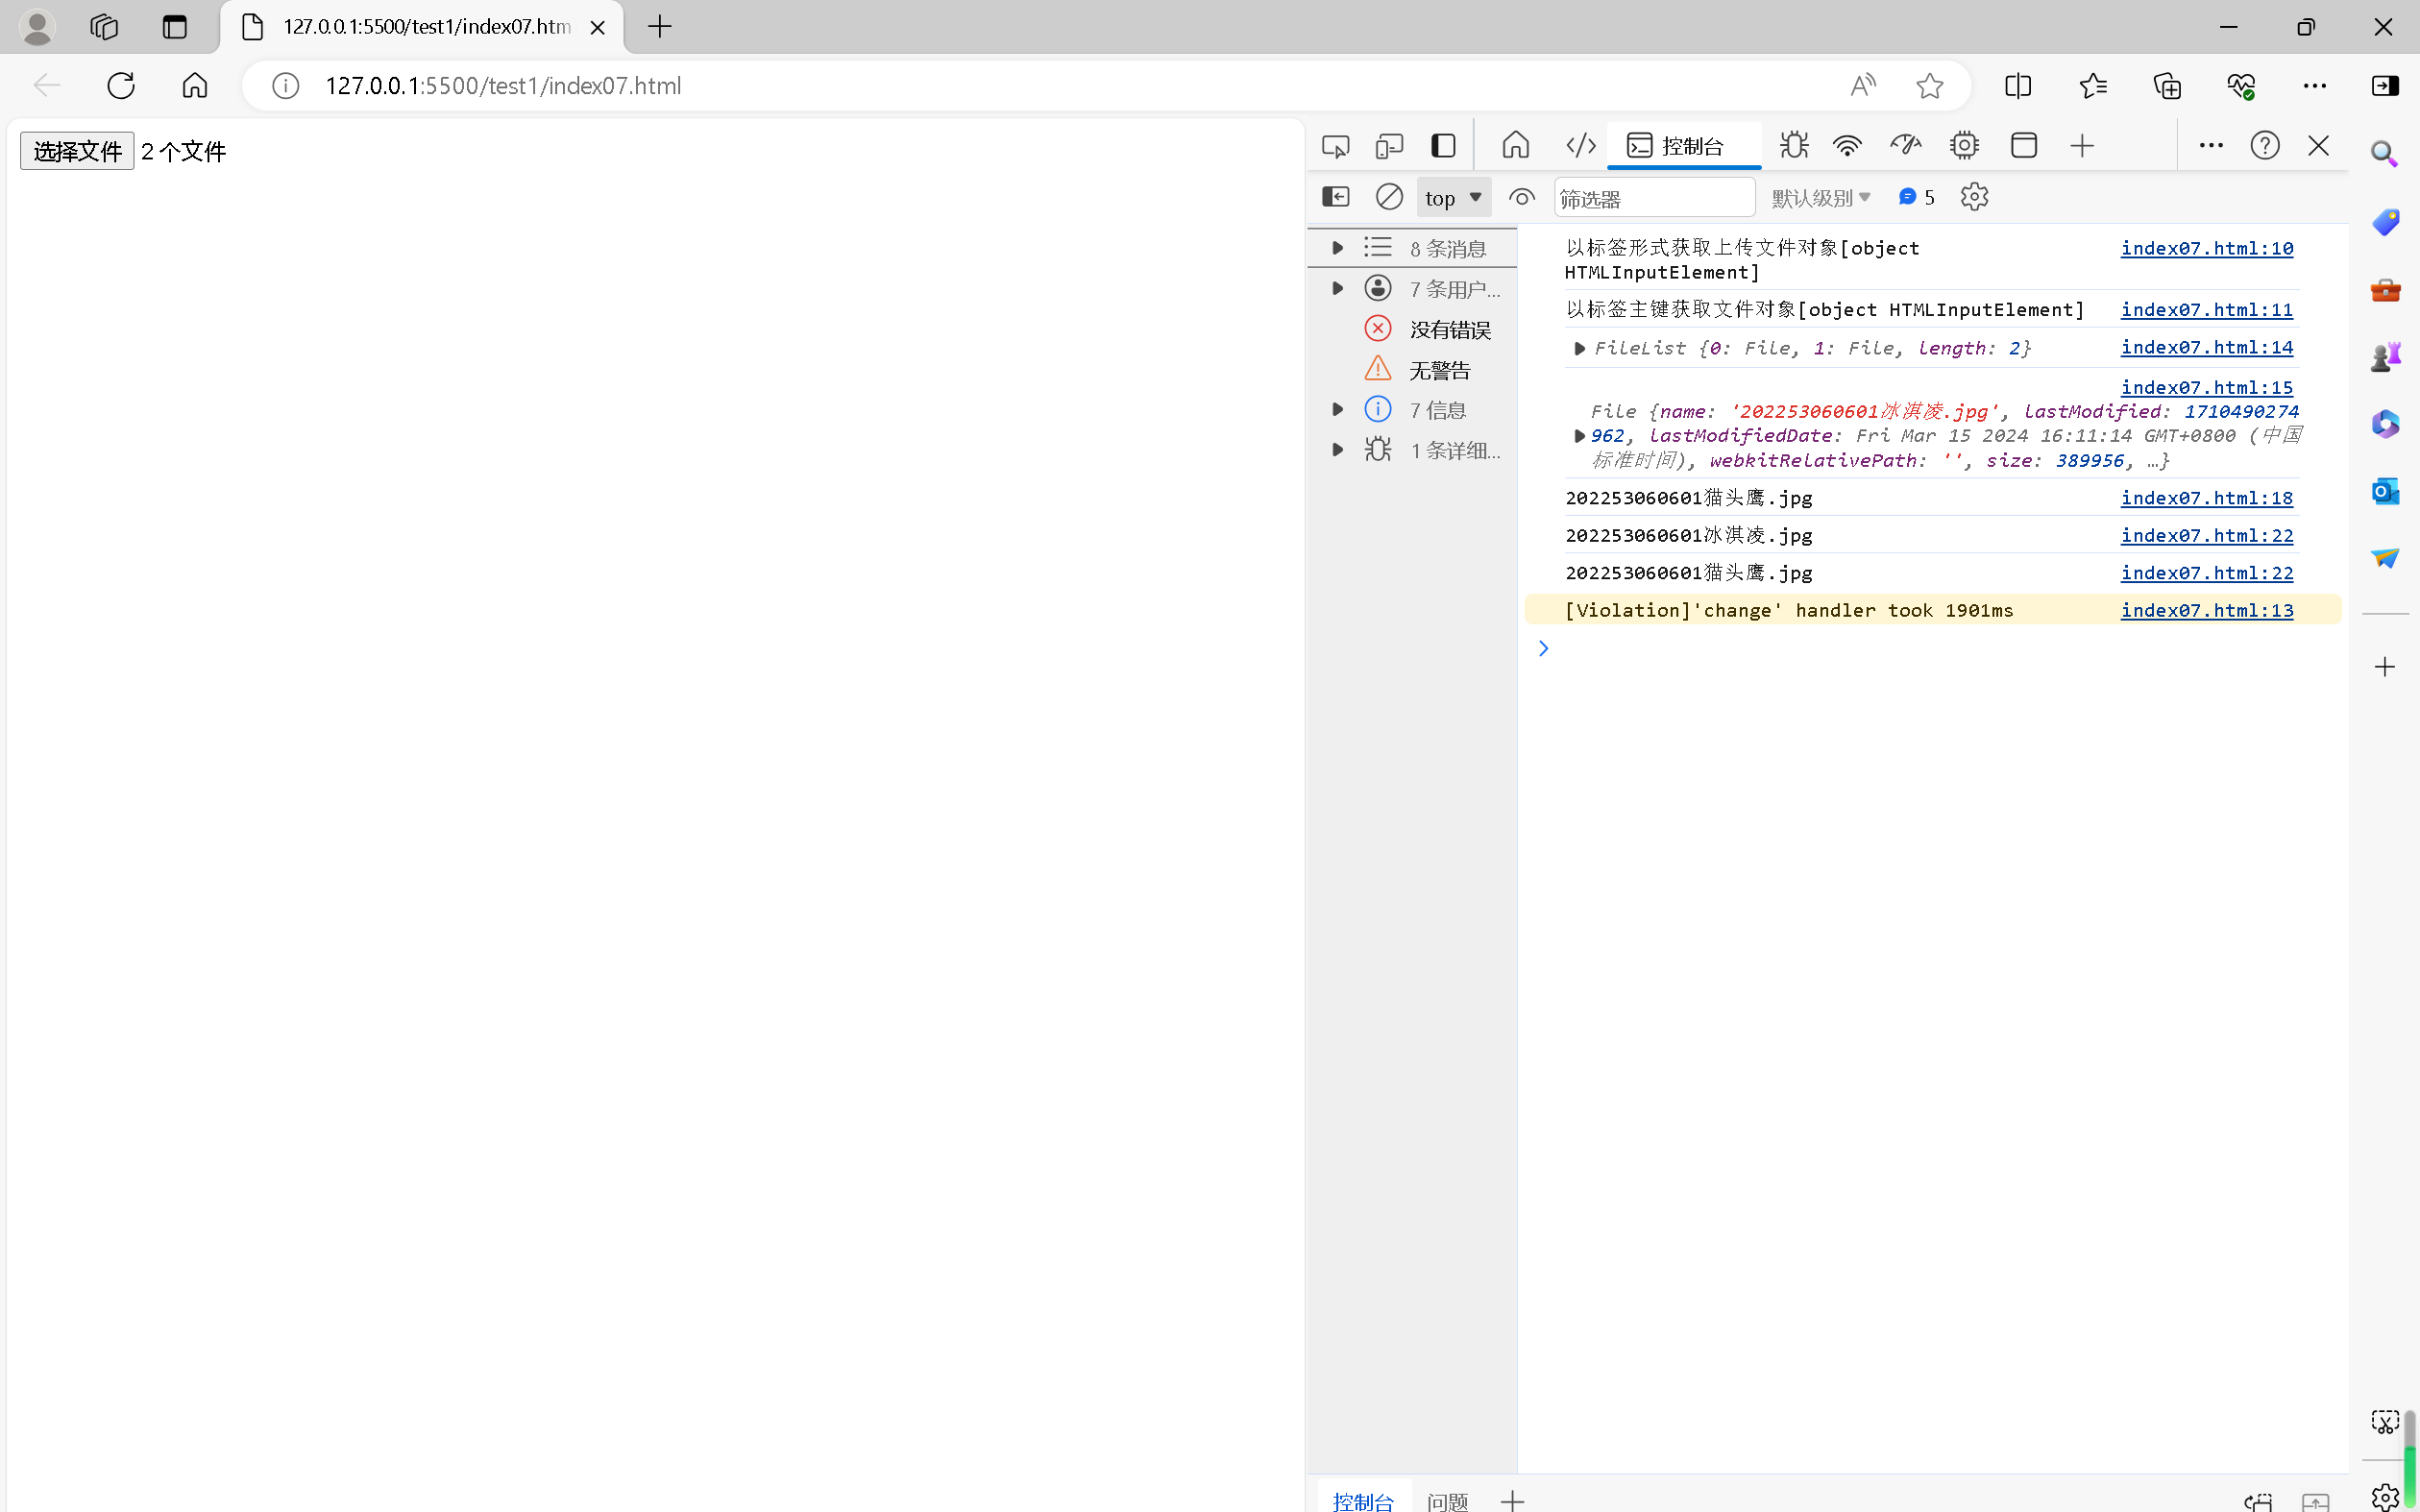 127.0.0.1:5500/test1/index07.htm
127.0.0.1:5500/test1/index07.html
选择文件 2 个文件
控制台
top 筛选器 默认级别 5
8 条消息
7 条用户...
没有错误
无警告
7 信息
1 条详细...
以标签形式获取上传文件对象[object index07.html:10
HTMLInputElement]
以标签主键获取文件对象[object HTMLInputElement] index07.html:11
FileList {0: File, 1: File, length: 2} index07.html:14
index07.html:15
File {name: '202253060601冰淇凌.jpg', lastModified: 1710490274
962, lastModifiedDate: Fri Mar 15 2024 16:11:14 GMT+0800 (中国
标准时间), webkitRelativePath: '', size: 389956, …}
202253060601猫头鹰.jpg index07.html:18
202253060601冰淇凌.jpg index07.html:22
202253060601猫头鹰.jpg index07.html:22
[Violation]'change' handler took 1901ms index07.html:13
控制台 问题